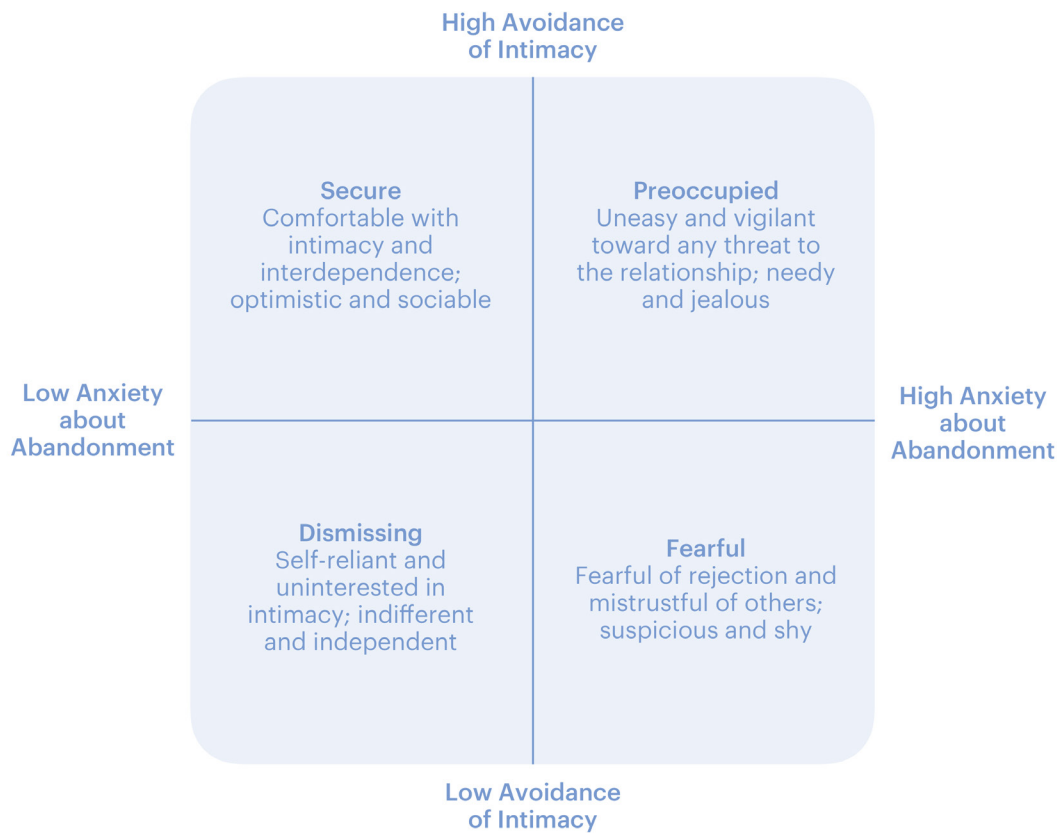 High Avoidance
of Intimacy
Secure
Comfortable with
intimacy and
interdependence;
optimistic and sociable
Preoccupied
Uneasy and vigilant
toward any threat to
the relationship; needy
and jealous
Low Anxiety
about
Abandonment
High Anxiety
about
Abandonment
Dismissing
Self-reliant and
uninterested in
intimacy; indifferent
and independent
Fearful
Fearful of rejection and
mistrustful of others;
suspicious and shy
Low Avoidance
of Intimacy